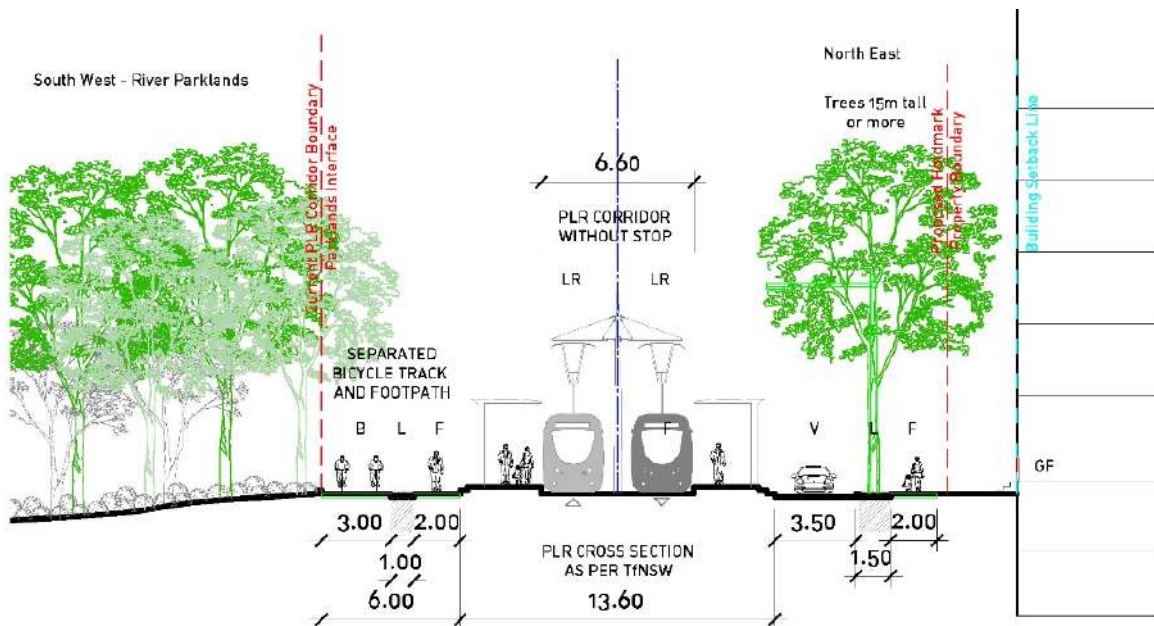 North East
South West - River Parklands
Trees 15m tall
or more
Current PLR Corridor Boundary
Parklands Interface
6.60
PLR CORRIDOR
WITHOUT STOP
Proposed Holdmark
Property Boundary
Building Setback Line
LR
LR
SEPARATED
BICYCLE TRACK
AND FOOTPATH
B
L
F
F
V
L
F
GF
3.00
2.00
1.00
6.00
PLR CROSS SECTION
AS PER TfNSW
13.60
3.50
2.00
1.50